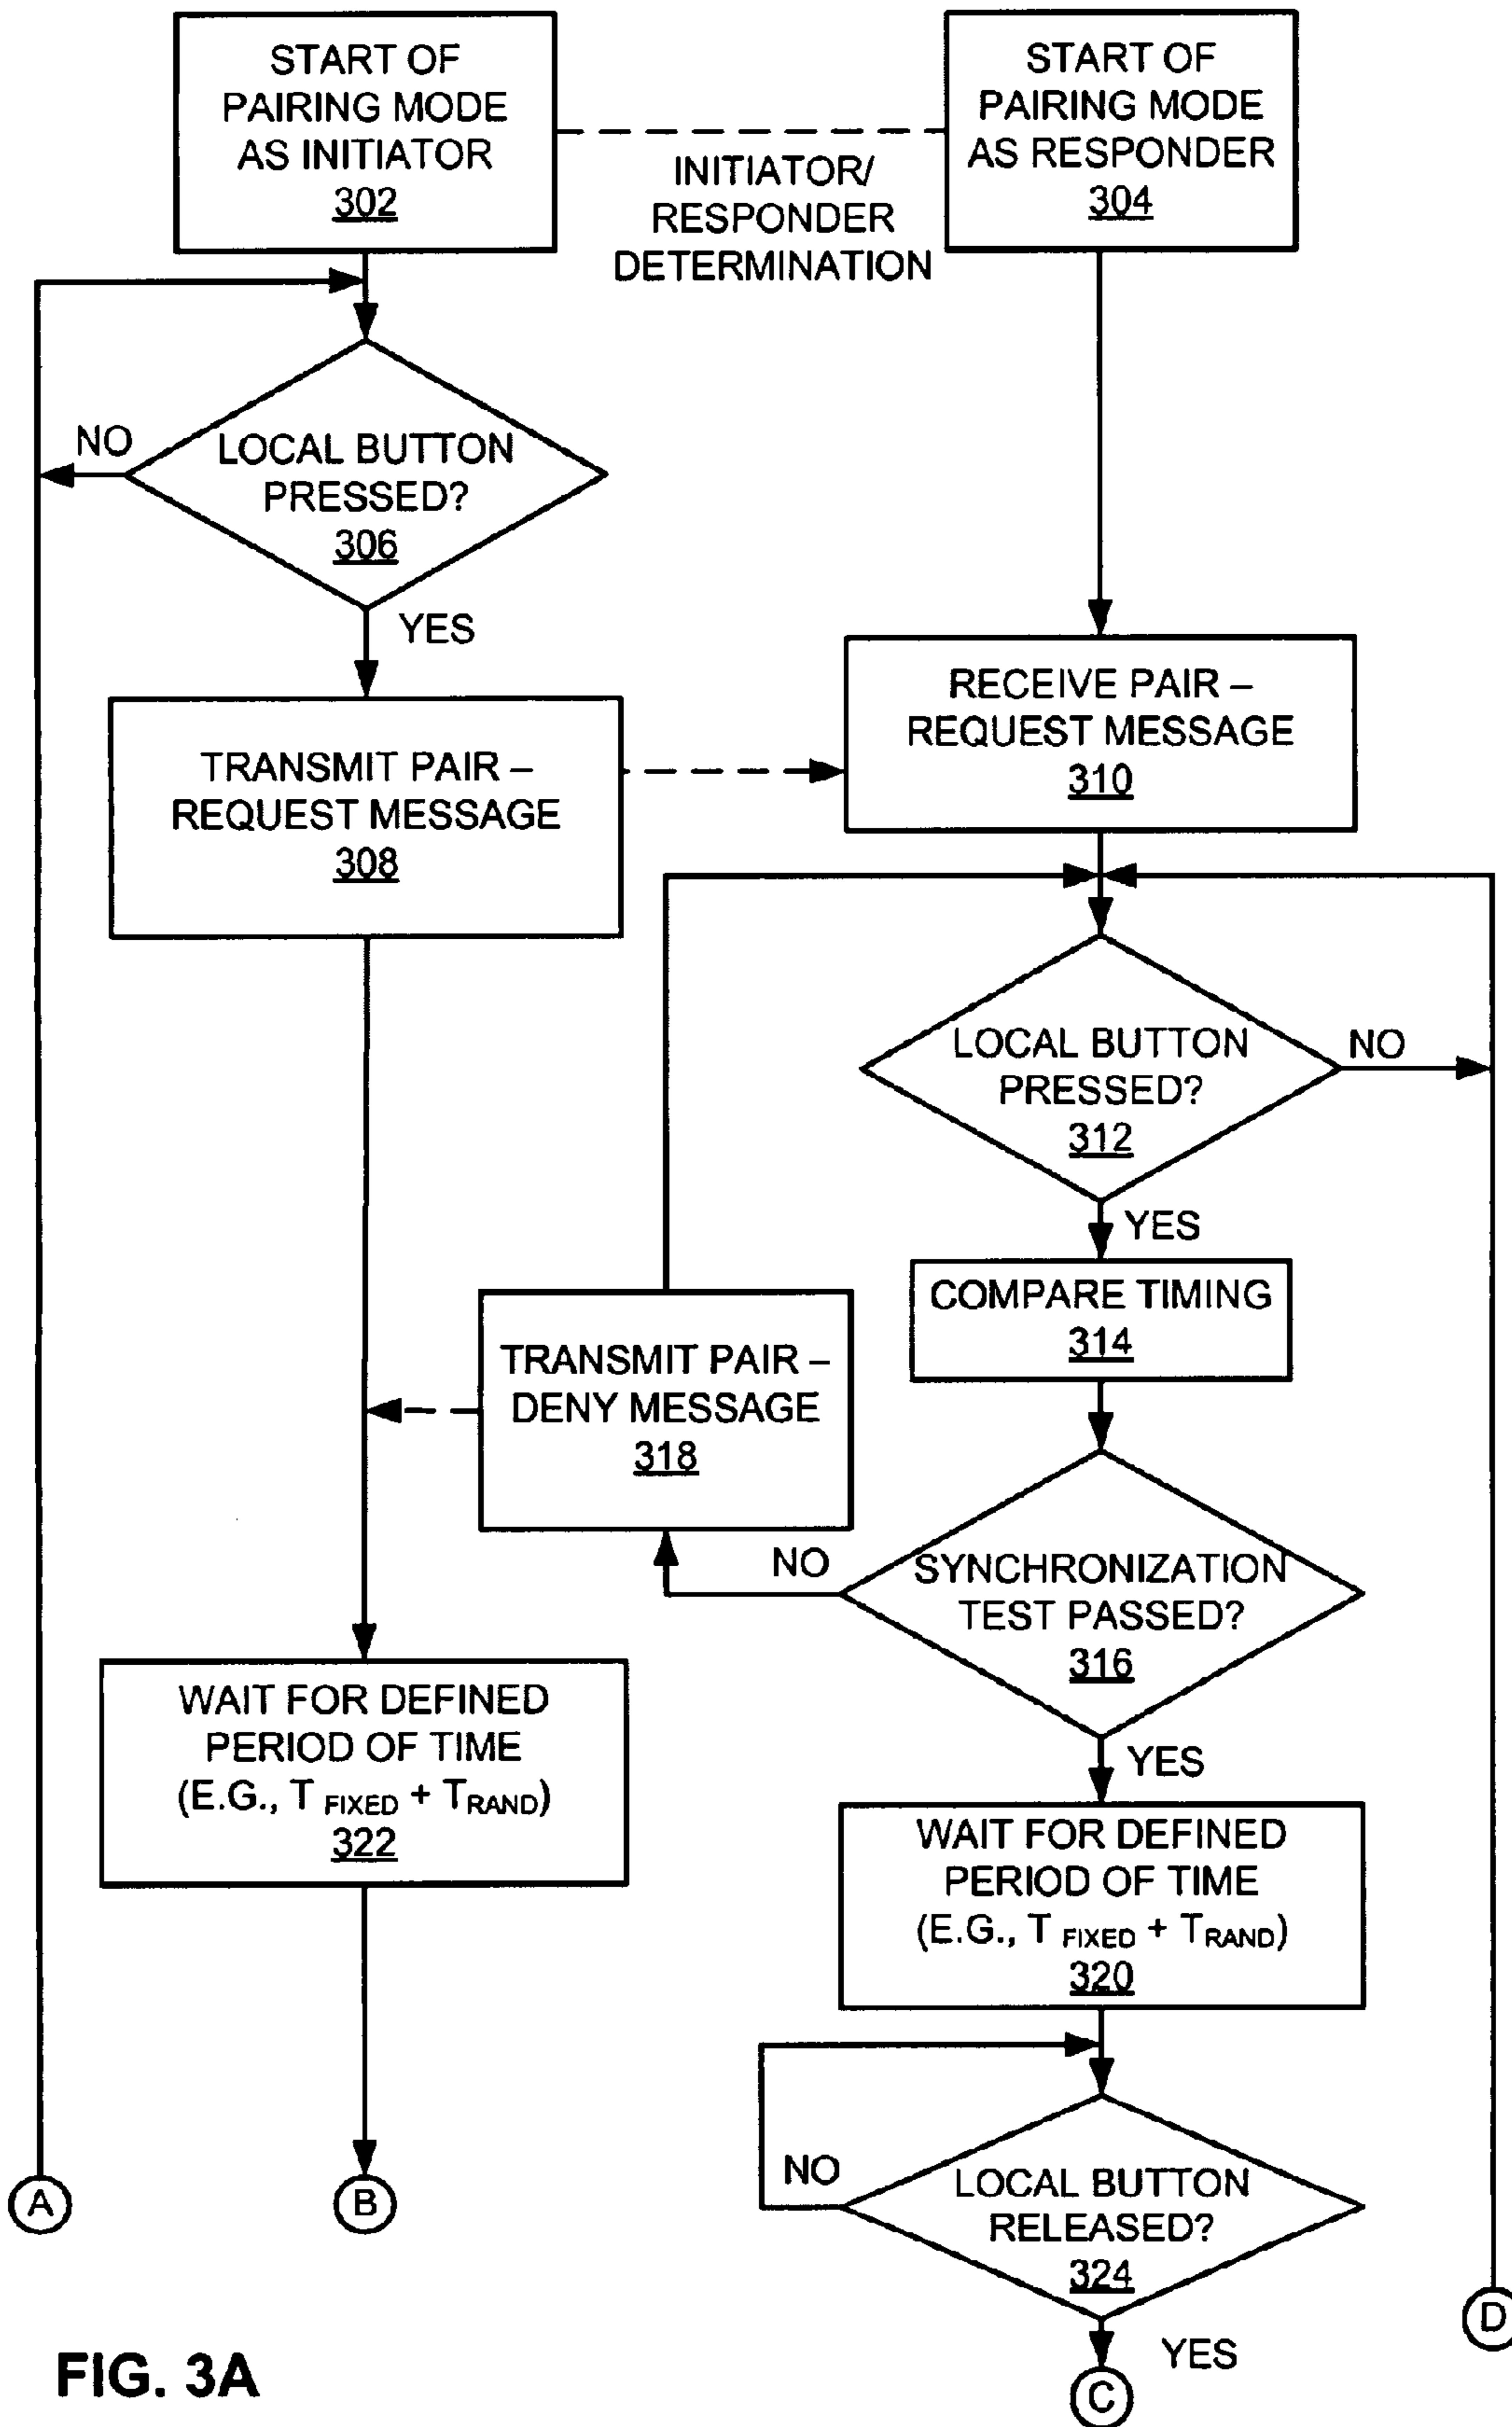 START OF
PAIRING MODE
AS INITIATOR
302
START OF
PAIRING MODE
AS RESPONDER
304
INITIATOR/
RESPONDER
DETERMINATION
NO
LOCAL BUTTON
PRESSED?
306
YES
TRANSMIT PAIR –
REQUEST MESSAGE
308
RECEIVE PAIR –
REQUEST MESSAGE
310
LOCAL BUTTON
PRESSED?
312
NO
YES
COMPARE TIMING
314
TRANSMIT PAIR –
DENY MESSAGE
318
NO
SYNCHRONIZATION
TEST PASSED?
316
YES
WAIT FOR DEFINED
PERIOD OF TIME
(E.G., T FIXED + TRAND)
322
WAIT FOR DEFINED
PERIOD OF TIME
(E.G., T FIXED + TRAND)
320
NO
LOCAL BUTTON
RELEASED?
324
YES
A
B
C
D
FIG. 3A